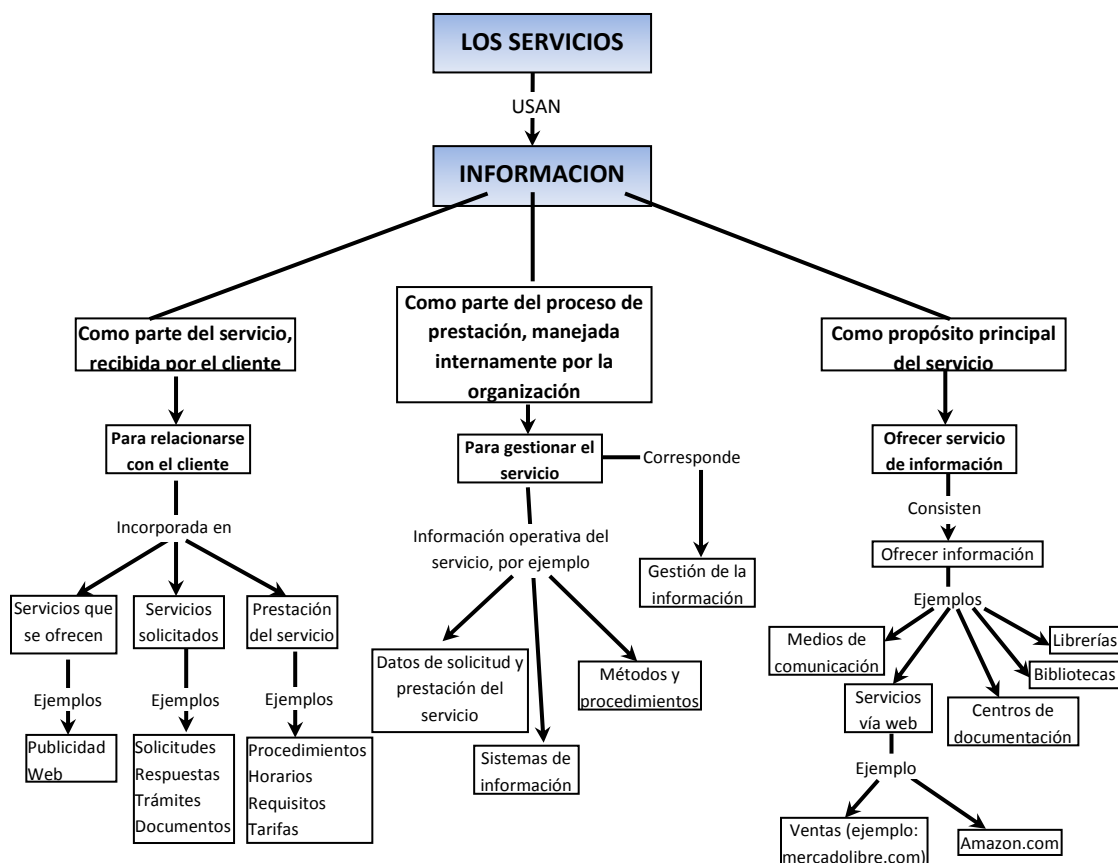 LOS SERVICIOS
USAN
INFORMACION
Como parte del servicio,
recibida por el cliente
Para relacionarse
con el cliente
Incorporada en
Servicios que
se ofrecen
Servicios
solicitados
Prestación
del servicio
Ejemplos
Ejemplos
Ejemplos
Publicidad
Web
Solicitudes
Respuestas
Trámites
Documentos
Procedimientos
Horarios
Requisitos
Tarifas
Como parte del proceso de
prestación, manejada
internamente por la
organización
Para gestionar el
servicio
Corresponde
Gestión de la
información
Información operativa del
servicio, por ejemplo
Datos de solicitud y
prestación del
servicio
Sistemas de
información
Métodos y
procedimientos
Como propósito principal
del servicio
Ofrecer servicio
de información
Consisten
Ofrecer información
Ejemplos
Medios de
comunicación
Servicios
vía web
Centros de
documentación
Bibliotecas
Librerías
Ejemplo
Ventas (ejemplo:
mercadolibre.com)
Amazon.com